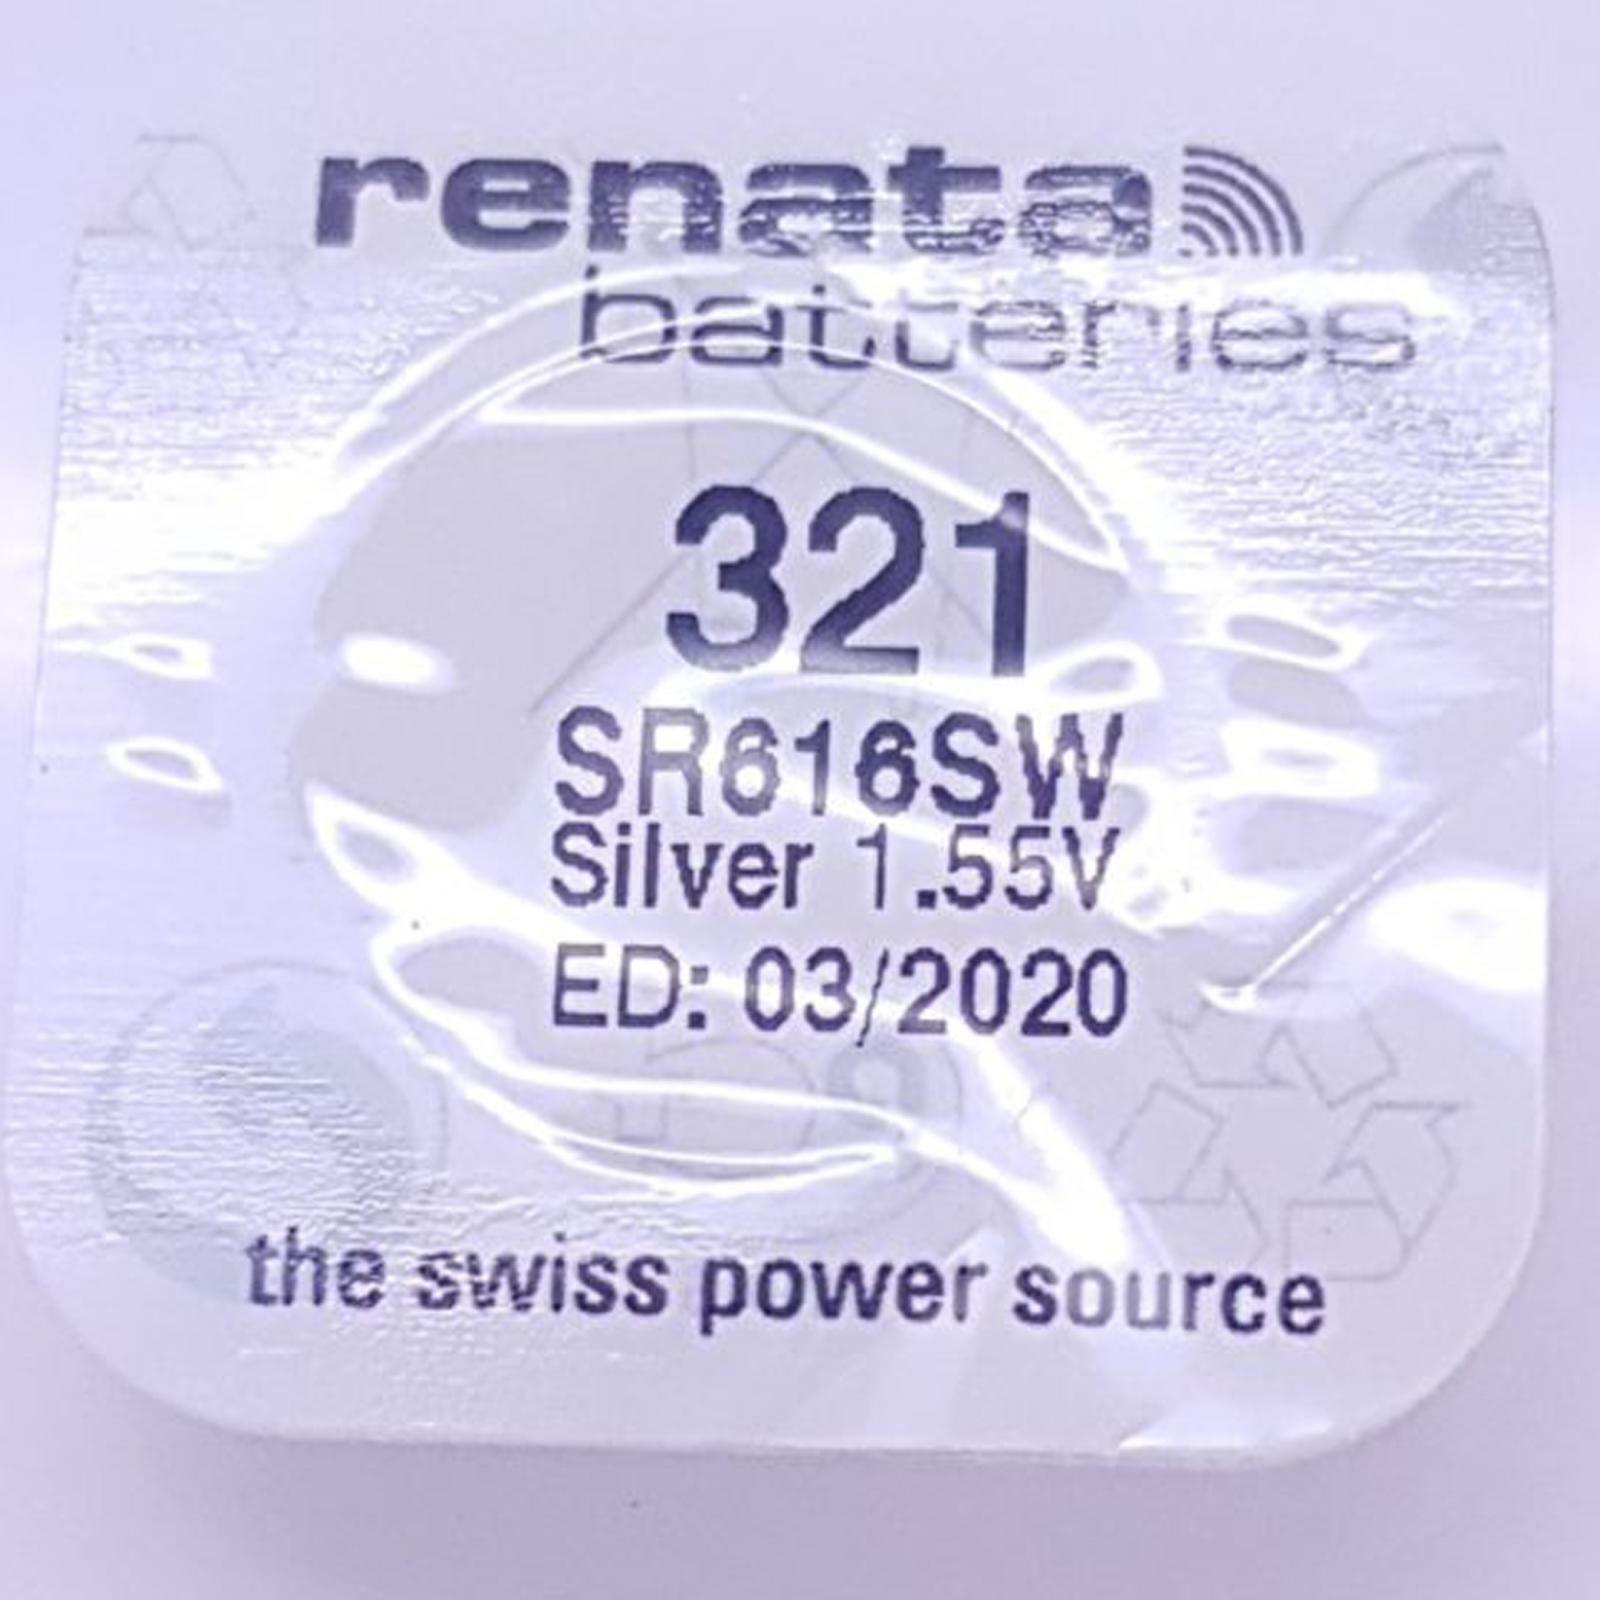 renata
batteries
321
SR616SW
Silver 1.55V
ED: 03/2020
the swiss power source